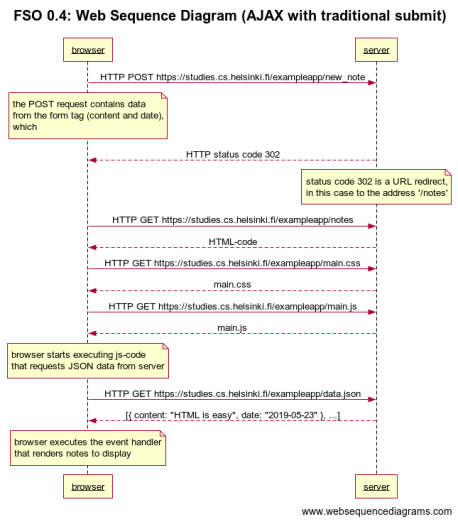 FSO 0.4: Web Sequence Diagram (AJAX with traditional submit)
browser
server
HTTP POST https://studies.cs.helsinki.fi/exampleapp/new_note
the POST request contains data
from the form tag (content and date),
which
HTTP status code 302
status code 302 is a URL redirect,
in this case to the address '/notes'
HTTP GET https://studies.cs.helsinki.fi/exampleapp/notes
HTML-code
HTTP GET https://studies.cs.helsinki.fi/exampleapp/main.css
main.css
HTTP GET https://studies.cs.helsinki.fi/exampleapp/main.js
main.js
browser starts executing js-code
that requests JSON data from server
HTTP GET https://studies.cs.helsinki.fi/exampleapp/data.json
[{ content: "HTML is easy", date: "2019-05-23" }, ...]
browser executes the event handler
that renders notes to display
browser
server
www.websequencediagrams.com